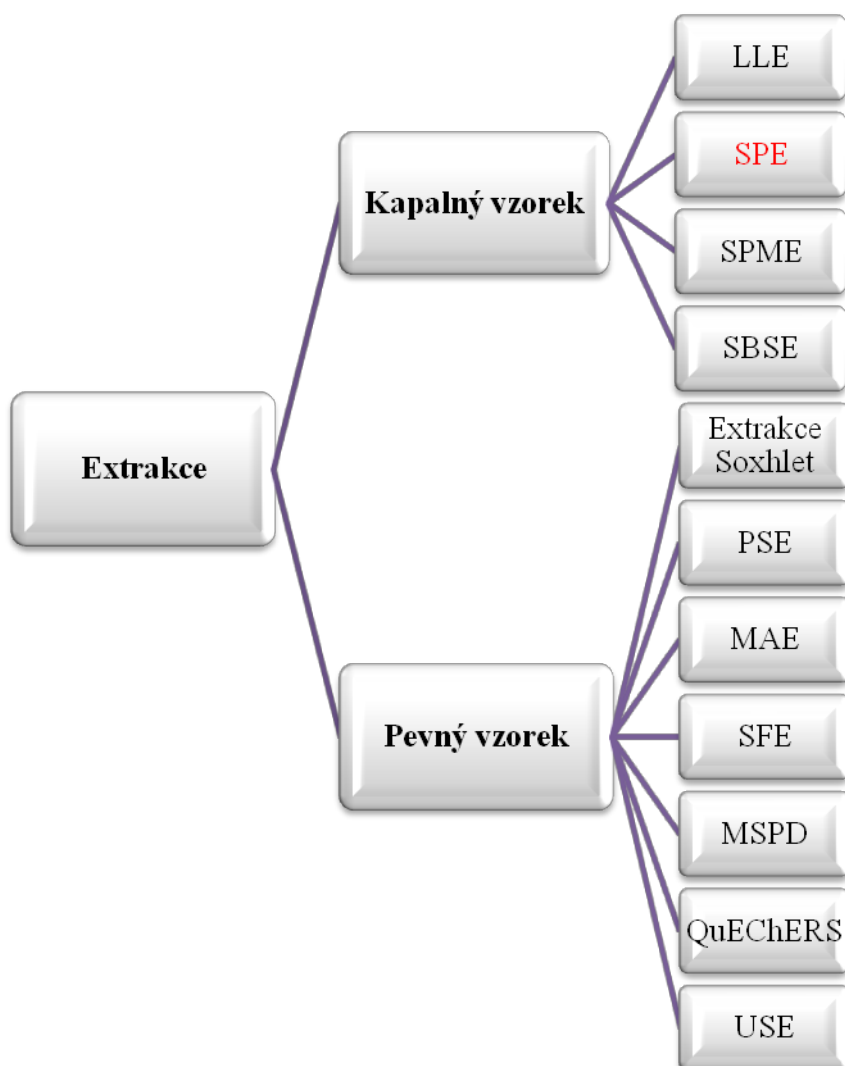 Extrakce
Kapalný vzorek
LLE
SPE
SPME
SBSE
Pevný vzorek
Extrakce
Soxhlet
PSE
MAE
SFE
MSPD
QuEChERS
USE